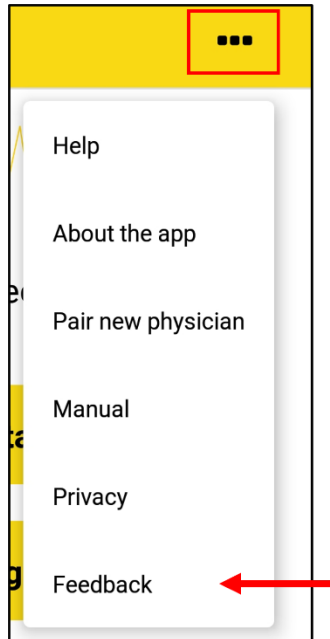 Help
About the app
Pair new physician
Manual
Privacy
Feedback